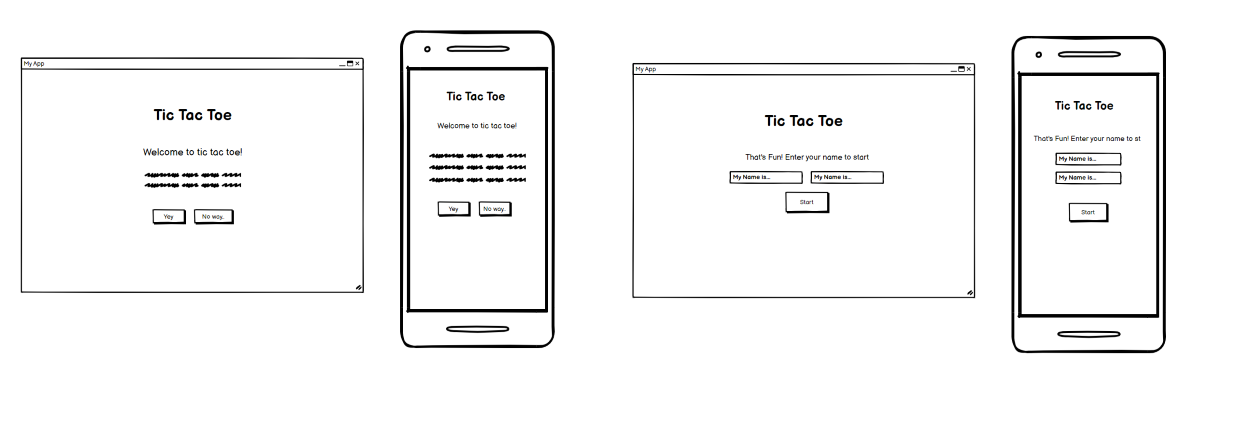 My App
Tic Tac Toe
Welcome to tic tac toe!
Yey
No way.
Tic Tac Toe
Welcome to tic tac toe!
Yey
No way.
My App
Tic Tac Toe
That's Fun! Enter your name to start
My Name is...
My Name is...
Start
Tic Tac Toe
That's Fun! Enter your name to st
My Name is...
My Name is...
Start